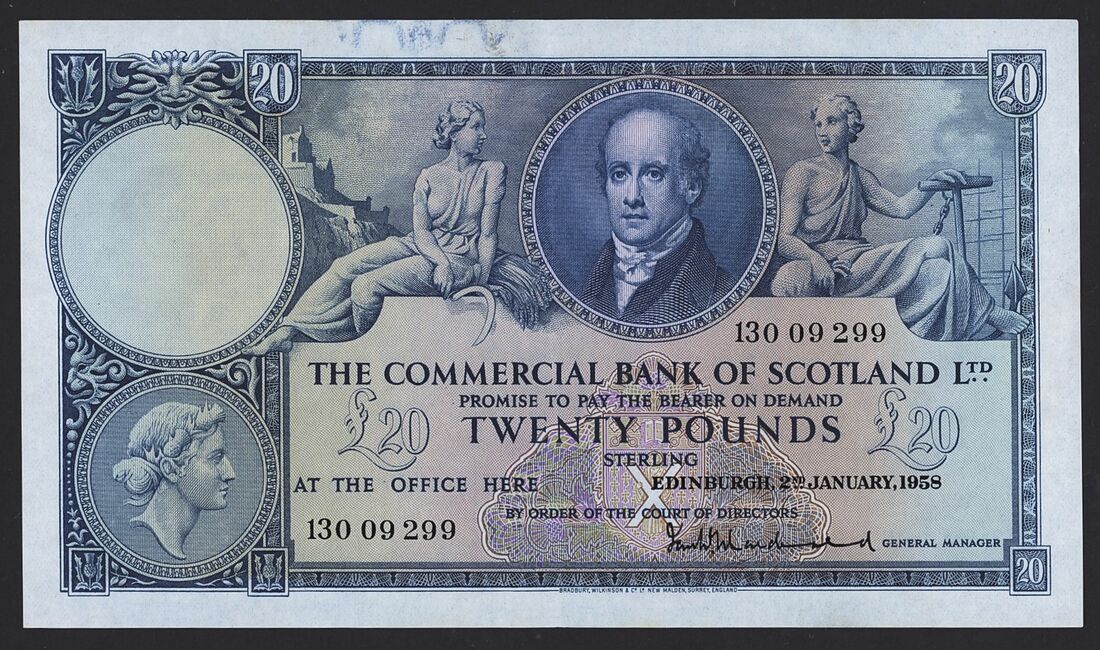 20
20
130 09 299
THE COMMERCIAL BANK OF SCOTLAND LTD.
PROMISE TO PAY THE BEARER ON DEMAND
£20 TWENTY POUNDS £20
STERLING
AT THE OFFICE HERE EDINBURGH, 2ND JANUARY, 1958
BY ORDER OF THE COURT OF DIRECTORS
130 09 299
GENERAL MANAGER
20
BRADBURY, WILKINSON & Co Ld NEW MALDEN, SURREY, ENGLAND